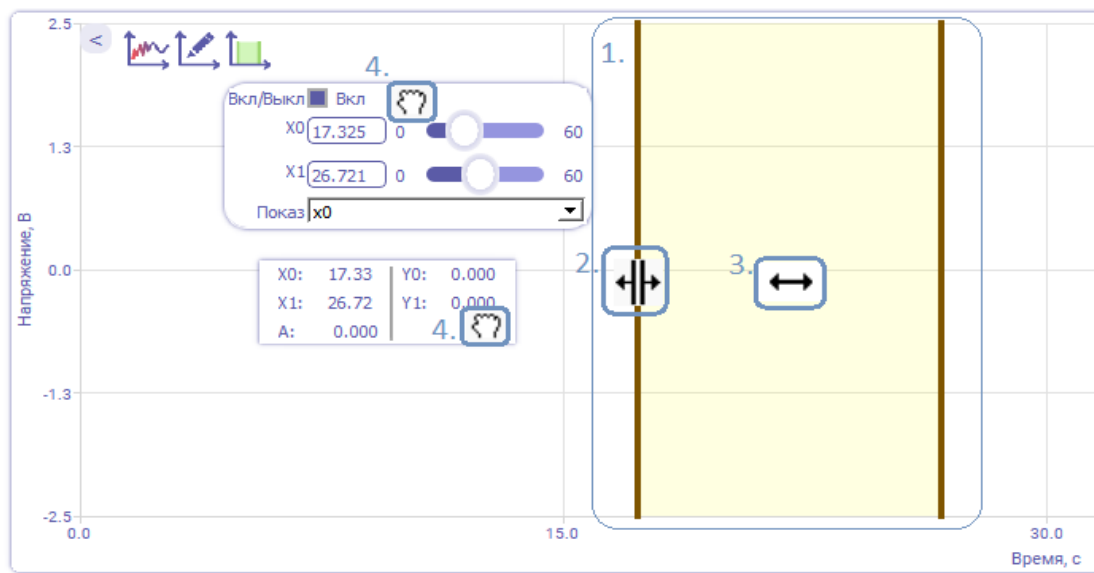 2.5
<
1.
4.
Вкл/Выкл Вкл
X0 17.325 0 60
1.3
X1 26.721 0 60
Показ x0
Напряжение, В
0.0
2.
3.
X0: 17.33 Y0: 0.000
X1: 26.72 Y1: 0.000
A: 0.000
4.
-1.3
-2.5
0.0 15.0 30.0
Время, с